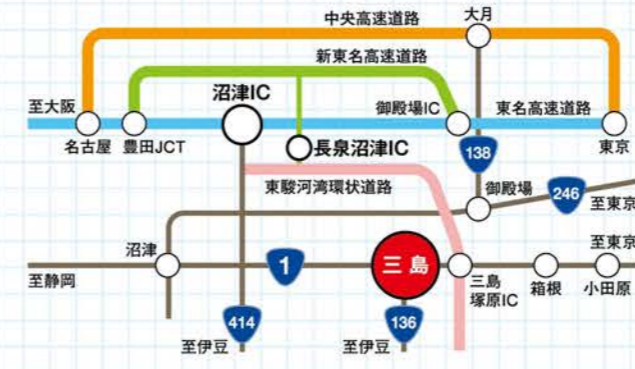 中央高速道路
大月
新東名高速道路
至大阪
沼津IC
御殿場IC
東名高速道路
名古屋
豊田JCT
長泉沼津IC
138
東京
東駿河湾環状道路
御殿場
246
至東京
沼津
至東京
至静岡
1
三島
三島
塚原IC
箱根
小田原
414
136
至伊豆
至伊豆